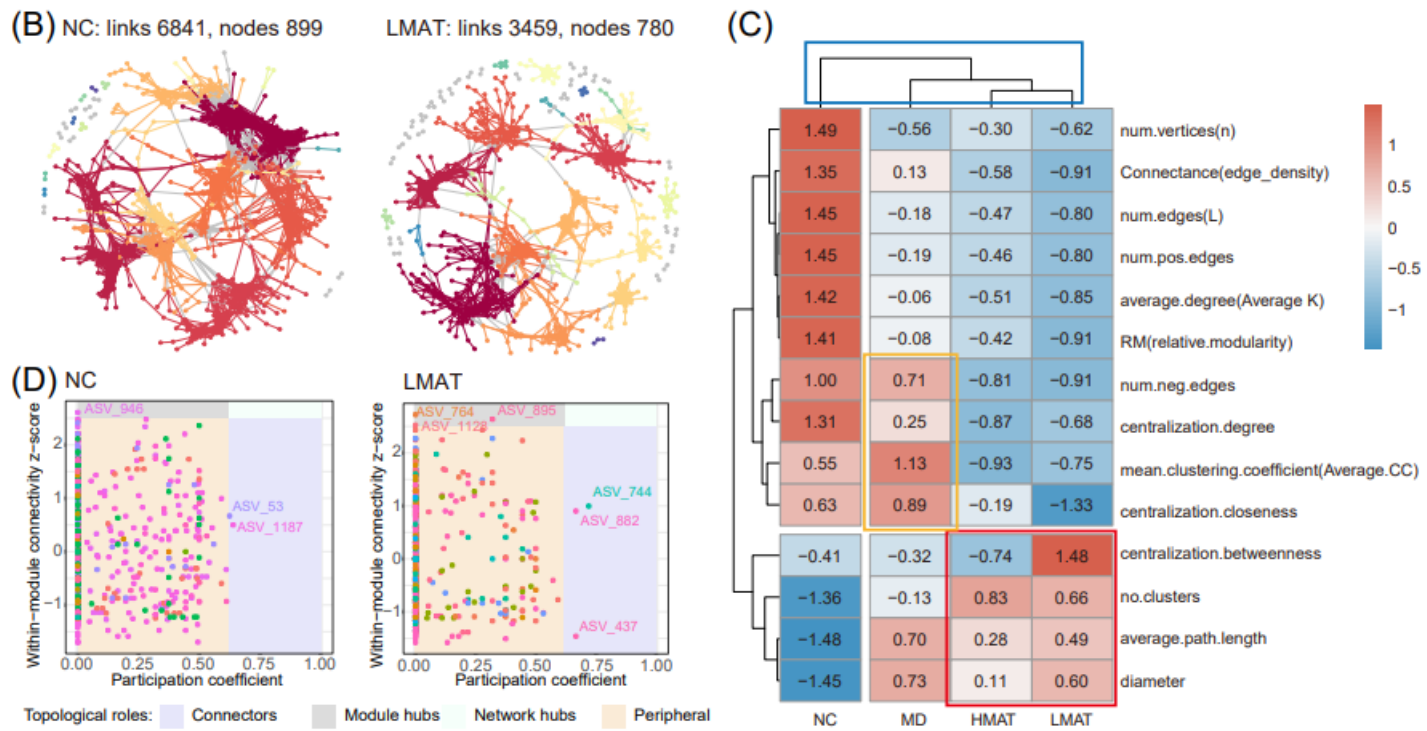 (B) NC: links 6841, nodes 899
LMAT: links 3459, nodes 780
(C)
1.49 −0.56 −0.30 −0.62 num.vertices(n)
1.35 0.13 −0.58 −0.91 Connectance(edge_density)
1.45 −0.18 −0.47 −0.80 num.edges(L)
1.45 −0.19 −0.46 −0.80 num.pos.edges
1.42 −0.06 −0.51 −0.85 average.degree(Average K)
1.41 −0.08 −0.42 −0.91 RM(relative.modularity)
1.00 0.71 −0.81 −0.91 num.neg.edges
1.31 0.25 −0.87 −0.68 centralization.degree
0.55 1.13 −0.93 −0.75 mean.clustering.coefficient(Average.CC)
0.63 0.89 −0.19 −1.33 centralization.closeness
−0.41 −0.32 −0.74 1.48 centralization.betweenness
−1.36 −0.13 0.83 0.66 no.clusters
−1.48 0.70 0.28 0.49 average.path.length
−1.45 0.73 0.11 0.60 diameter
NC MD HMAT LMAT
1
0.5
0
−0.5
−1
(D) NC
Within−module connectivity z−score
2
1
0
−1
ASV_946
ASV_53
ASV_1187
0.00 0.25 0.50 0.75 1.00
Participation coefficient
LMAT
Within−module connectivity z−score
2
1
0
−1
ASV_764
ASV_895
ASV_1128
ASV_744
ASV_882
ASV_437
0.00 0.25 0.50 0.75 1.00
Participation coefficient
Topological roles: Connectors Module hubs Network hubs Peripheral